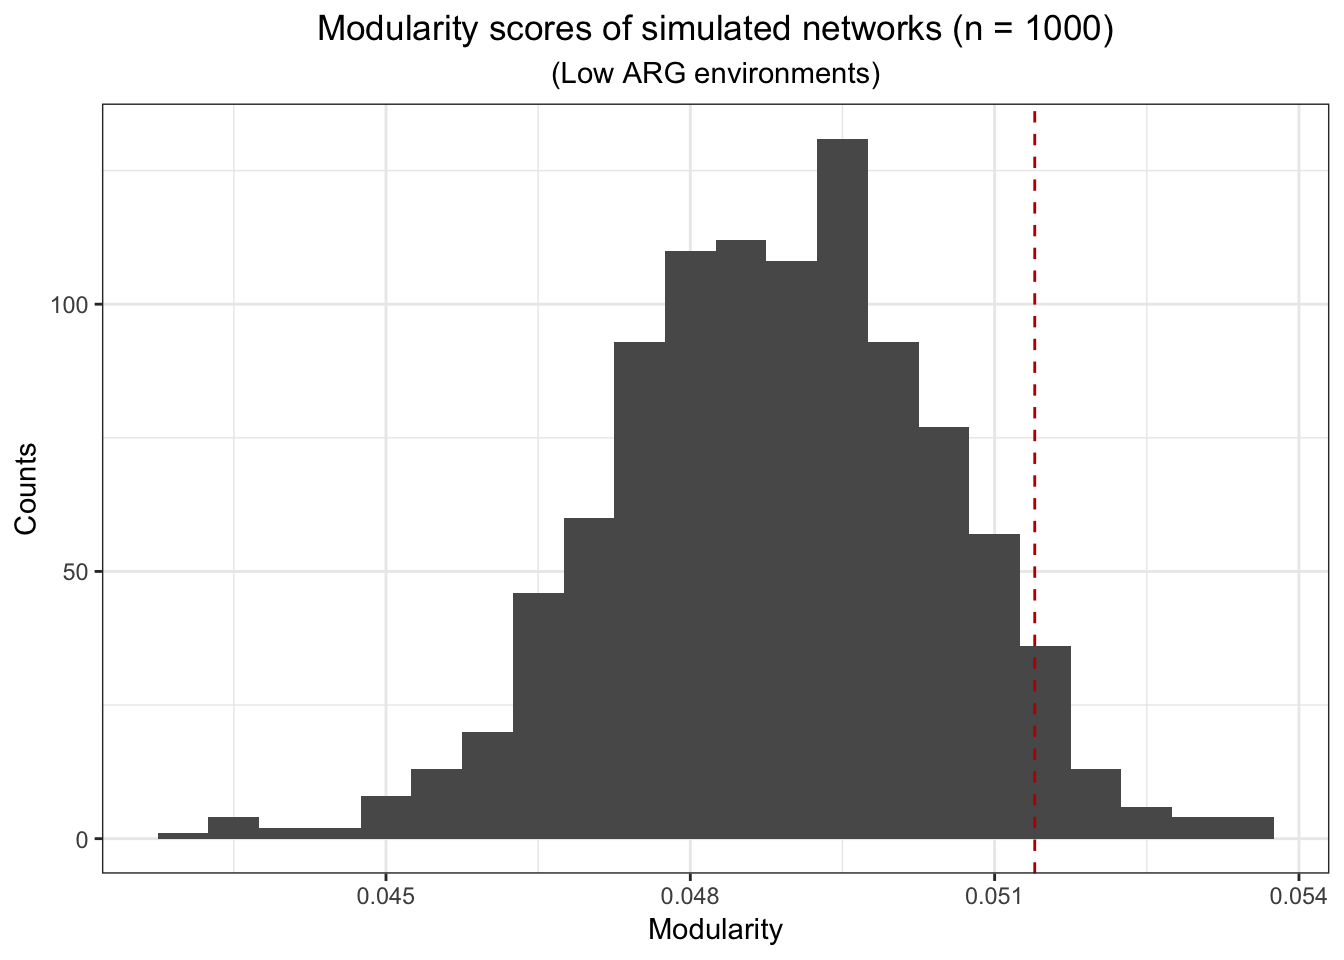 Modularity scores of simulated networks (n = 1000)
(Low ARG environments)
Counts
100
50
0
0.045 0.048 0.051 0.054
Modularity